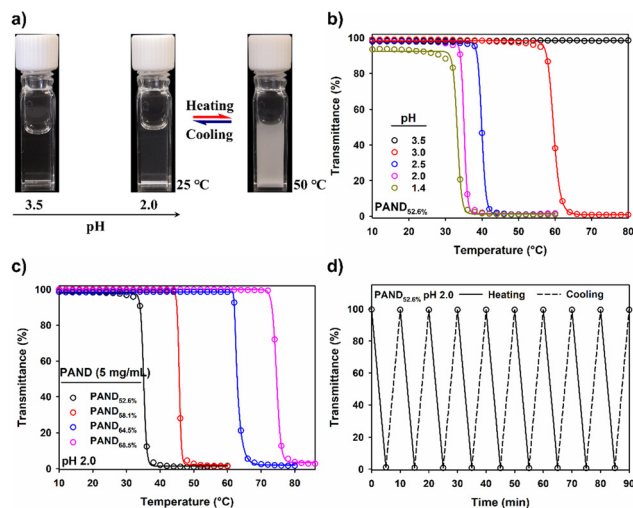 a)
Heating
Cooling
3.5
2.0
25 °C
50 °C
pH
b)
Transmittance (%)
100
80
60
40
20
0
pH
3.5
3.0
2.5
2.0
1.4
PAND52.6%
10 20 30 40 50 60 70 80
Temperature (°C)
c)
Transmittance (%)
100
80
60
40
20
0
PAND (5 mg/mL)
PAND52.6%
PAND58.1%
PAND64.5%
PAND68.5%
pH 2.0
10 20 30 40 50 60 70 80
Temperature (°C)
d)
Transmittance (%)
100
80
60
40
20
0
PAND52.6% pH 2.0 Heating Cooling
0 10 20 30 40 50 60 70 80 90
Time (min)